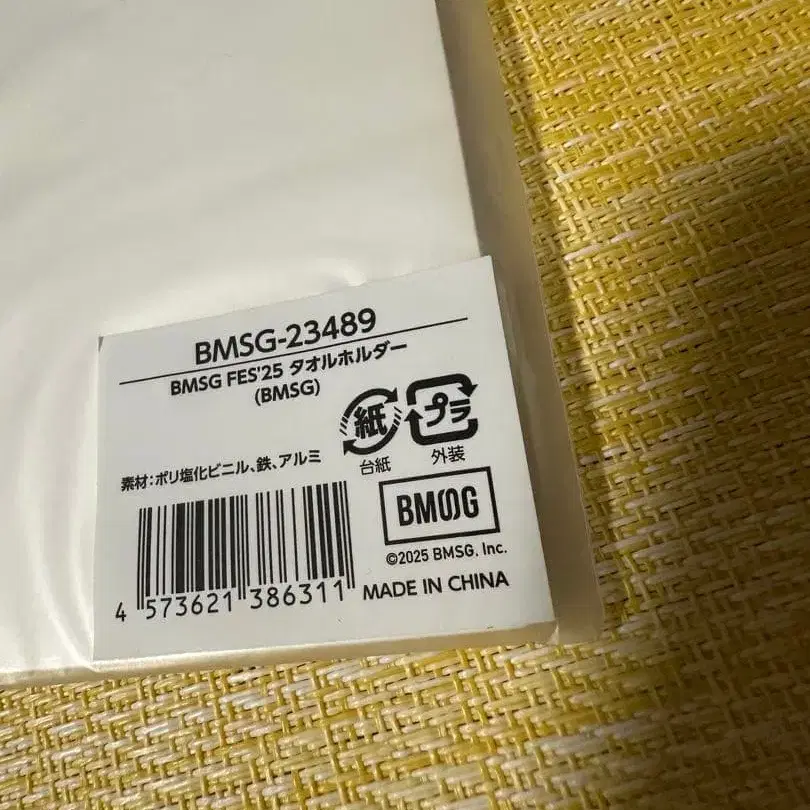 BMSG-23489
BMSG FES'25 タオルホルダー
(BMSG)
紙 プラ
台紙 外装
素材:ポリ塩化ビニル、鉄、アルミ
BMSG
©2025 BMSG, Inc.
4 573621 386311
MADE IN CHINA